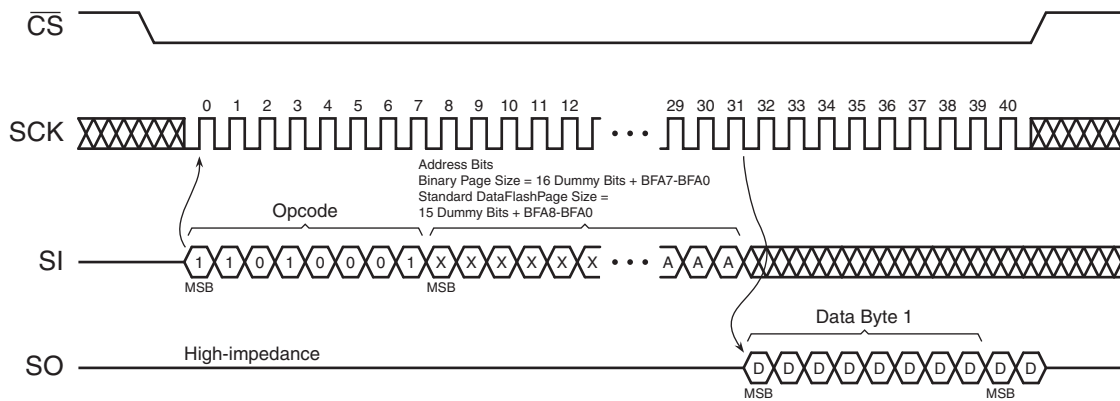 CS
SCK
0 1 2 3 4 5 6 7 8 9 10 11 12 29 30 31 32 33 34 35 36 37 38 39 40
Address Bits
Binary Page Size = 16 Dummy Bits + BFA7-BFA0
Standard DataFlashPage Size =
15 Dummy Bits + BFA8-BFA0
Opcode
SI
1 1 0 1 0 0 0 1 X X X X X X A A A
MSB MSB
Data Byte 1
High-impedance
SO
D D D D D D D D D D
MSB MSB